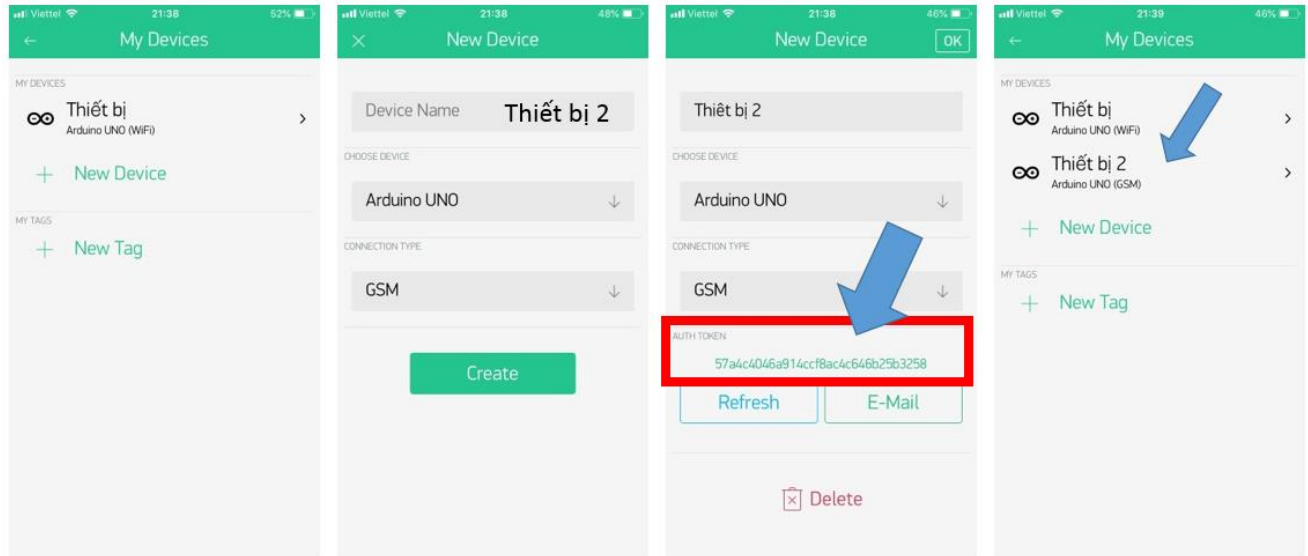 Viettel 21:38 52%
My Devices
MY DEVICES
Thiết bị
Arduino UNO (WiFi)
New Device
MY TAGS
New Tag
Viettel 21:38 48%
New Device
Device Name Thiết bị 2
CHOOSE DEVICE
Arduino UNO
CONNECTION TYPE
GSM
Create
Viettel 21:38 46%
New Device OK
Thiêt bị 2
CHOOSE DEVICE
Arduino UNO
CONNECTION TYPE
GSM
AUTH TOKEN
57a4c4046a914ccf8ac4c646b25b3258
Refresh E-Mail
Delete
Viettel 21:39 46%
My Devices
MY DEVICES
Thiết bị
Arduino UNO (WiFi)
Thiết bị 2
Arduino UNO (GSM)
New Device
MY TAGS
New Tag